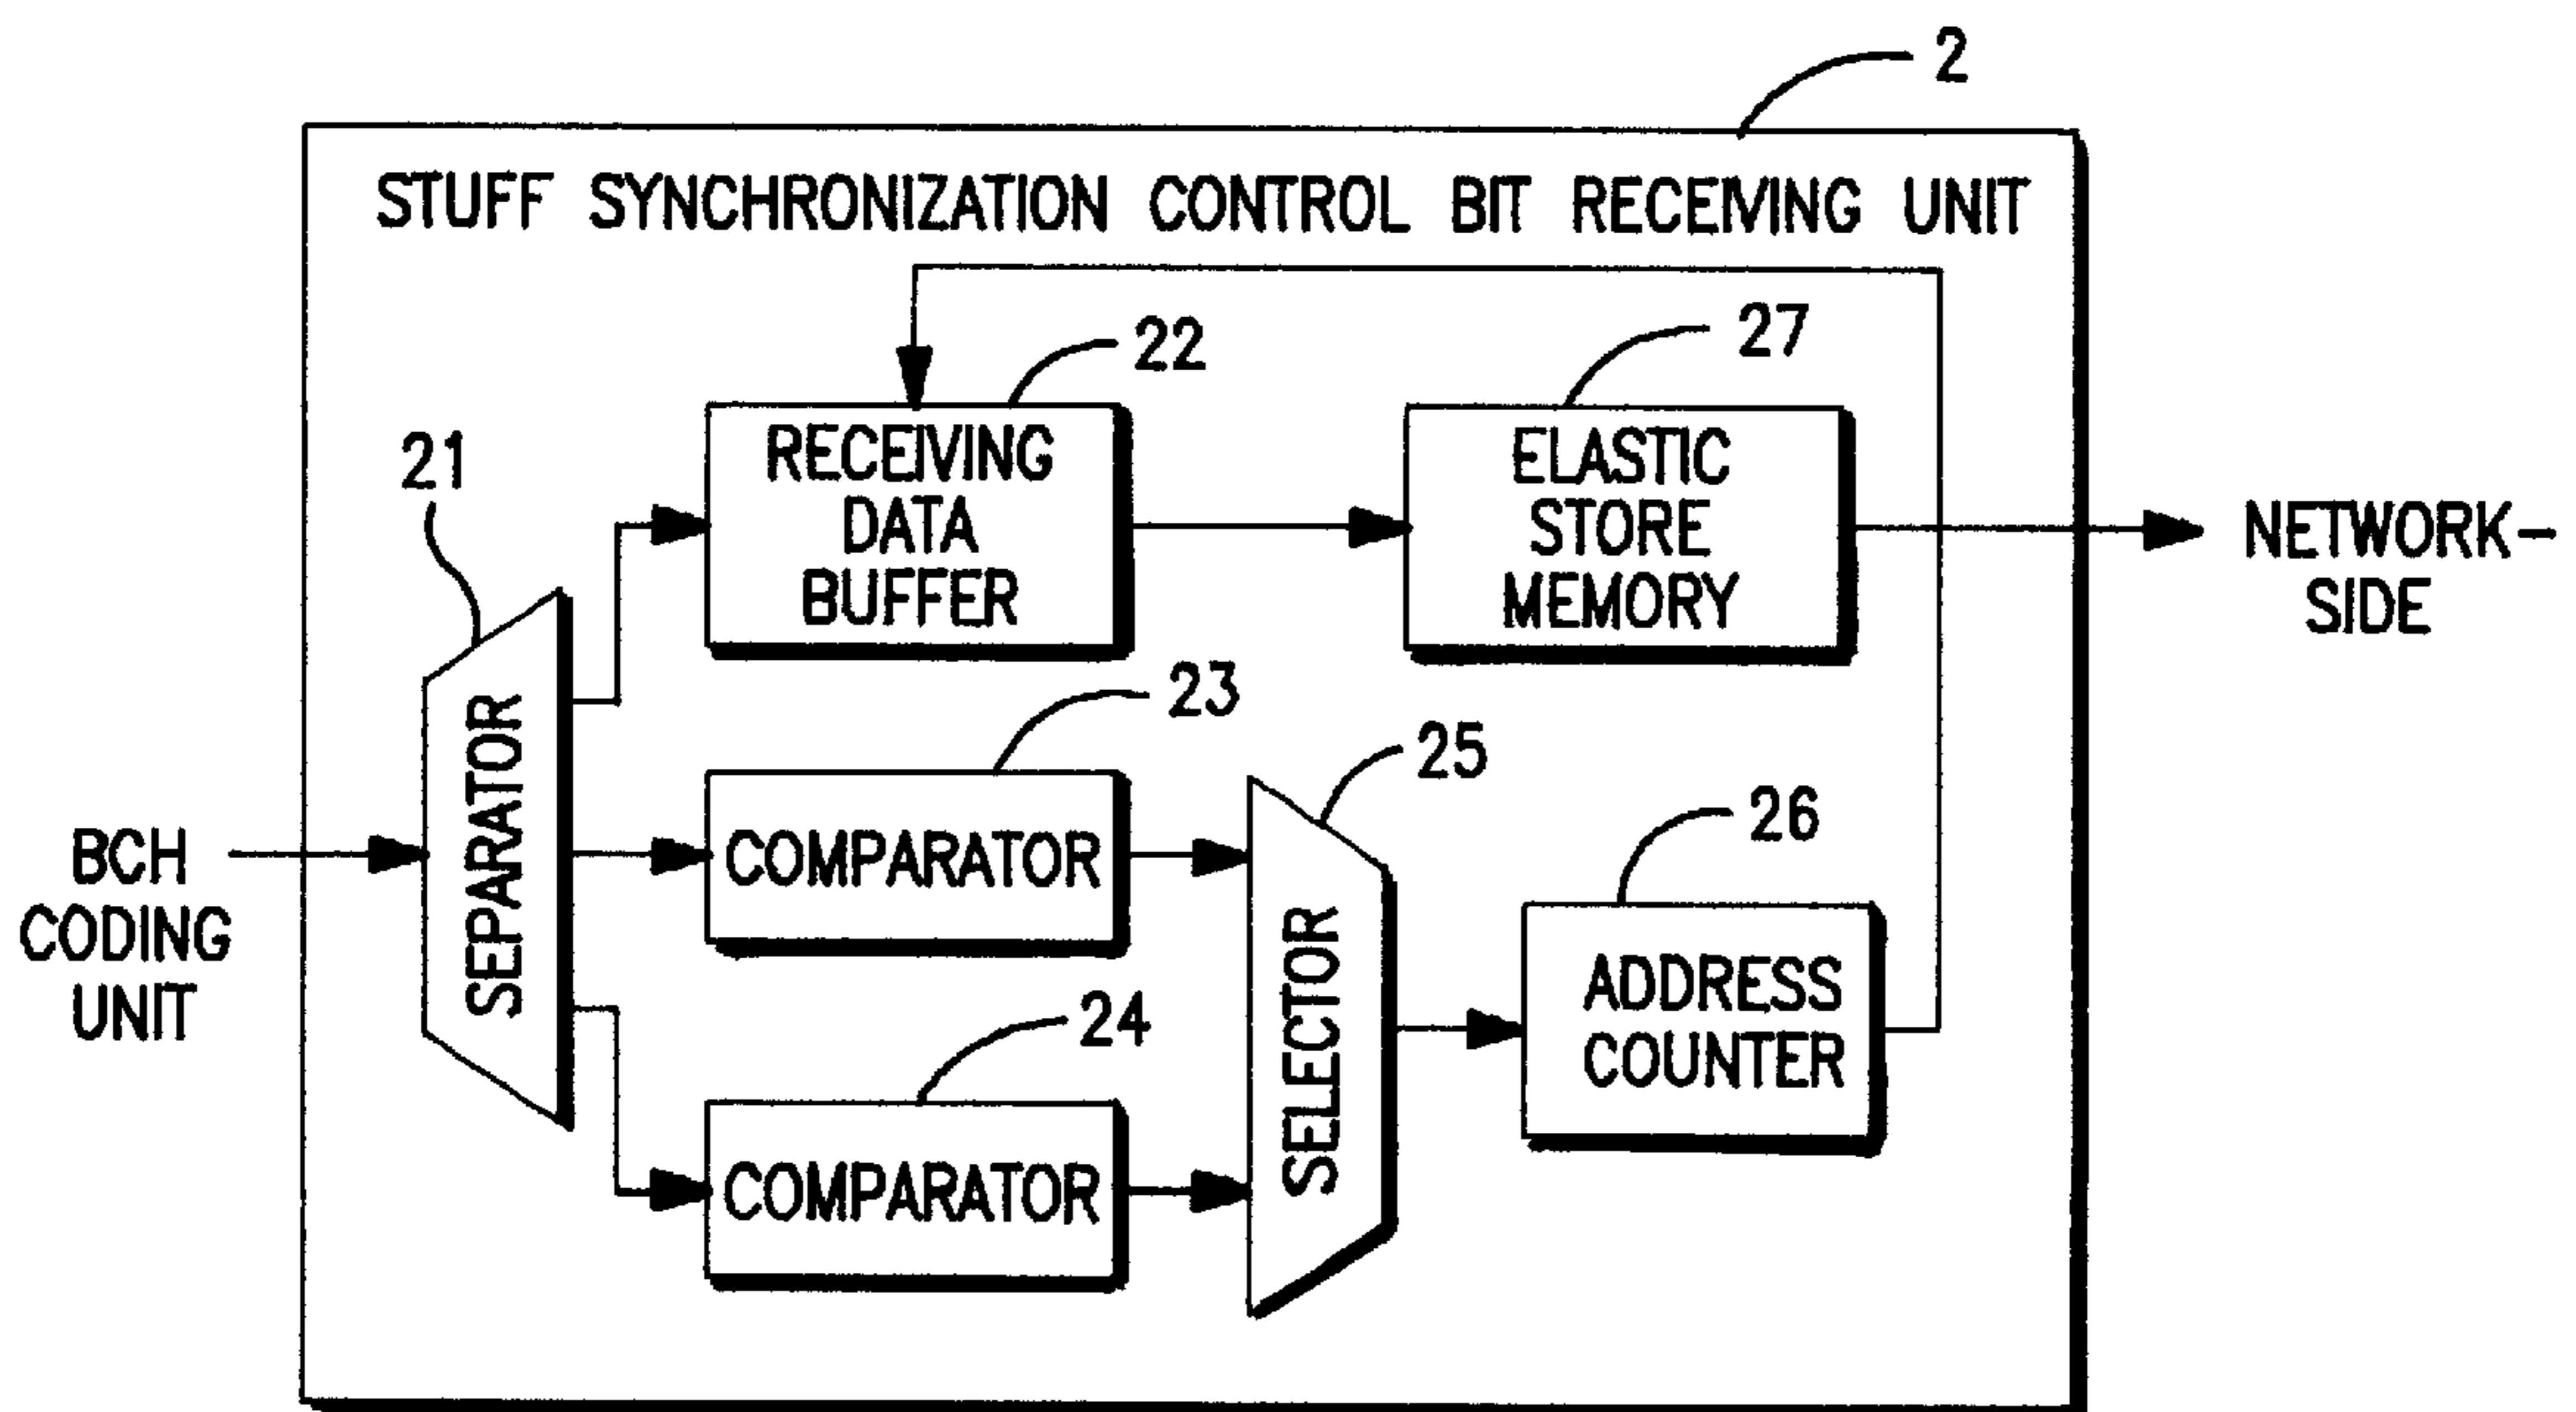 2
STUFF SYNCHRONIZATION CONTROL BIT RECEIVING UNIT
22
27
21
RECEIVING
DATA
BUFFER
ELASTIC
STORE
MEMORY
NETWORK-
SIDE
23
25
26
BCH
CODING
UNIT
SEPARATOR
COMPARATOR
24
COMPARATOR
SELECTOR
ADDRESS
COUNTER